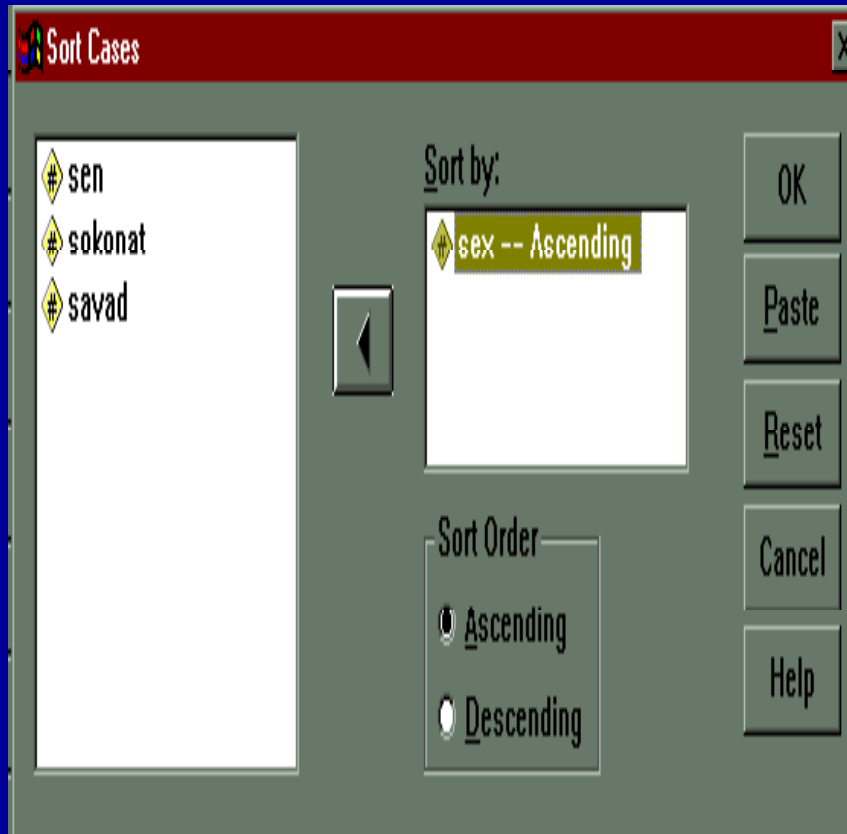 Sort Cases
sen
sokonat
savad
Sort by:
sex -- Ascending
Sort Order
Ascending
Descending
OK
Paste
Reset
Cancel
Help